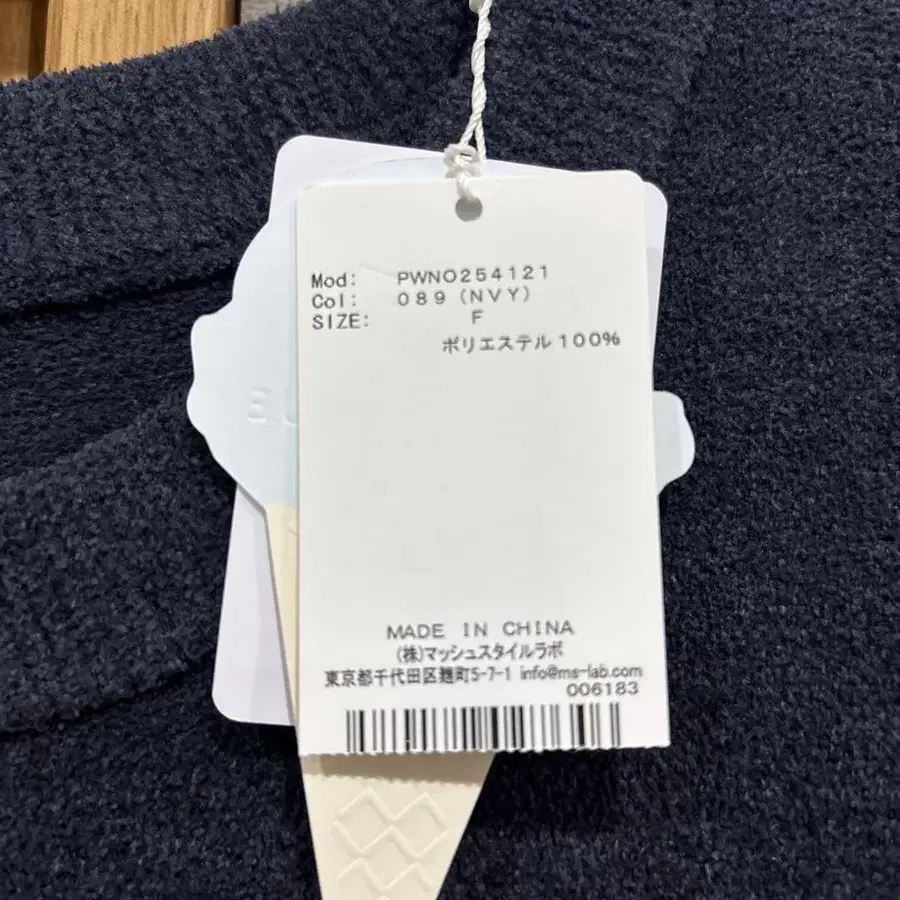 Mod: PWNO254121
Col: 089(NVY)
SIZE: F
ポリエステル100%
MADE IN CHINA
(株)マッシュスタイルラボ
東京都千代田区麹町5-7-1 info@ms-lab.com
006183